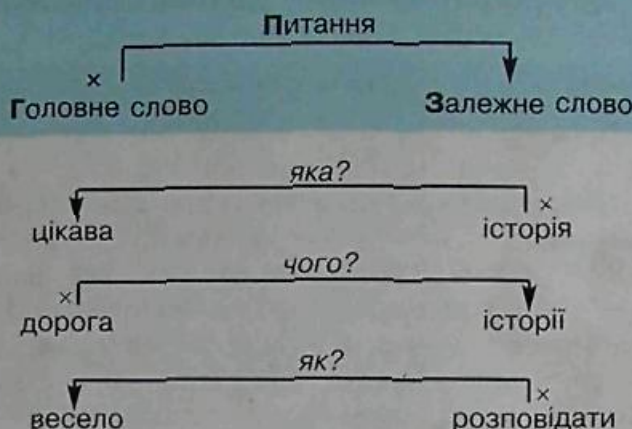 Питання
×
Головне слово Залежне слово
яка?
×
цікава історія
чого?
×
дорога історії
як?
×
весело розповідати